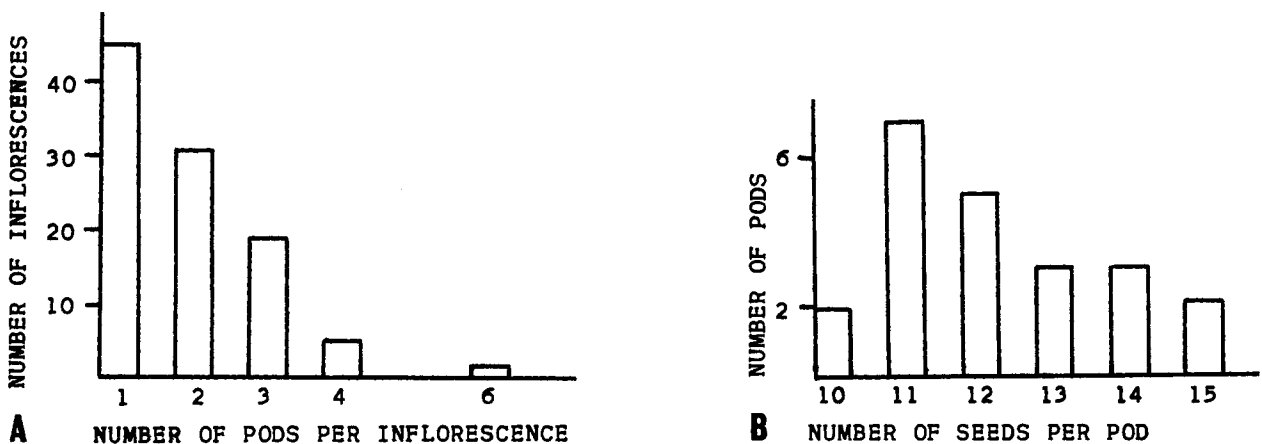 NUMBER OF INFLORESCENCES
40
30
20
10
1 2 3 4 6
A NUMBER OF PODS PER INFLORESCENCE
NUMBER OF PODS
6
2
10 11 12 13 14 15
B NUMBER OF SEEDS PER POD